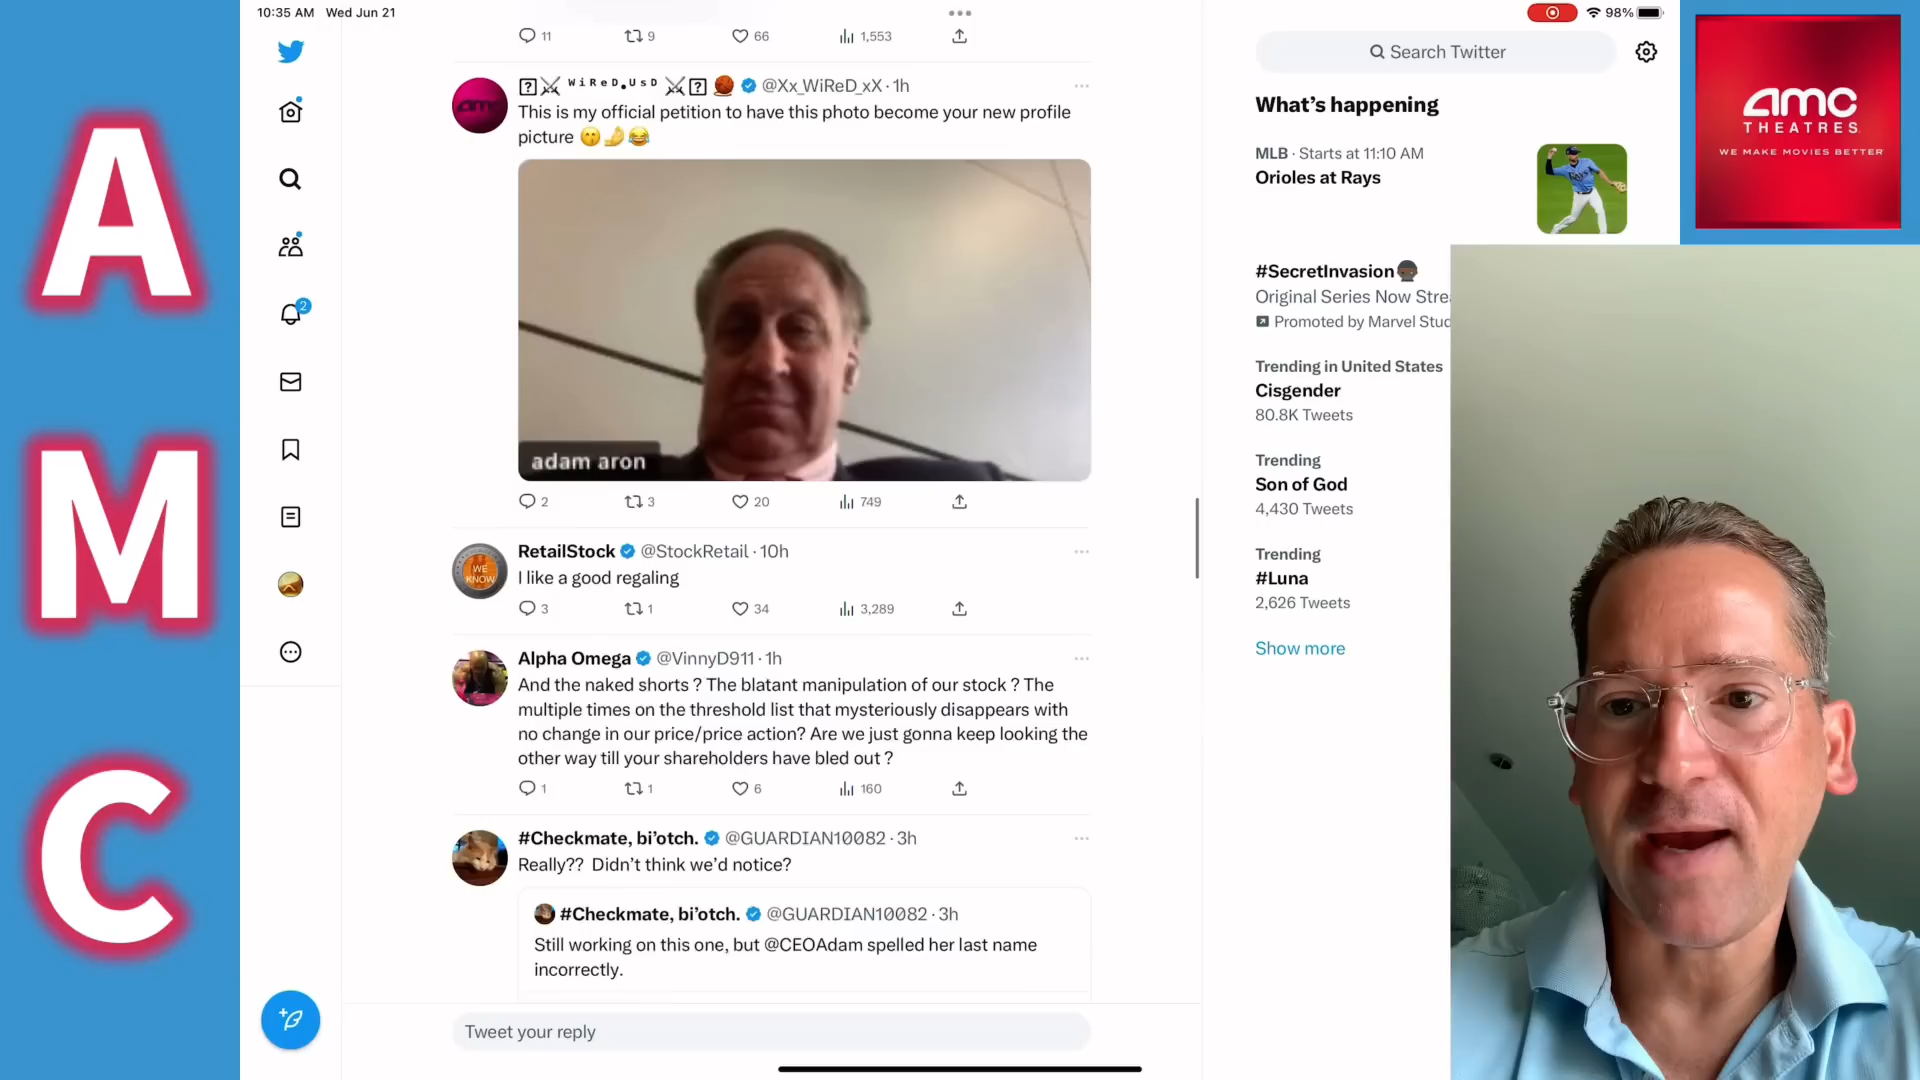 10:35 AM Wed Jun 21
98%
A
M
C
11 9 66 1,553
Search Twitter
WiReD.UsD @Xx_WiReD_xX · 1h
This is my official petition to have this photo become your new profile
picture 🤫🤌😂
adam aron
2 3 20 749
RetailStock @StockRetail · 10h
WE
KNOW
I like a good regaling
3 1 34 3,289
Alpha Omega @VinnyD911 · 1h
And the naked shorts ? The blatant manipulation of our stock ? The
multiple times on the threshold list that mysteriously disappears with
no change in our price/price action? Are we just gonna keep looking the
other way till your shareholders have bled out ?
1 1 6 160
#Checkmate, bi’otch. @GUARDIAN10082 · 3h
Really?? Didn’t think we’d notice?
#Checkmate, bi’otch. @GUARDIAN10082 · 3h
Still working on this one, but @CEOAdam spelled her last name
incorrectly.
Tweet your reply
2
What’s happening
MLB · Starts at 11:10 AM
Orioles at Rays
#SecretInvasion
Original Series Now Stre
Promoted by Marvel Stud
Trending in United States
Cisgender
80.8K Tweets
Trending
Son of God
4,430 Tweets
Trending
#Luna
2,626 Tweets
Show more
amc
THEATRES
WE MAKE MOVIES BETTER
amc